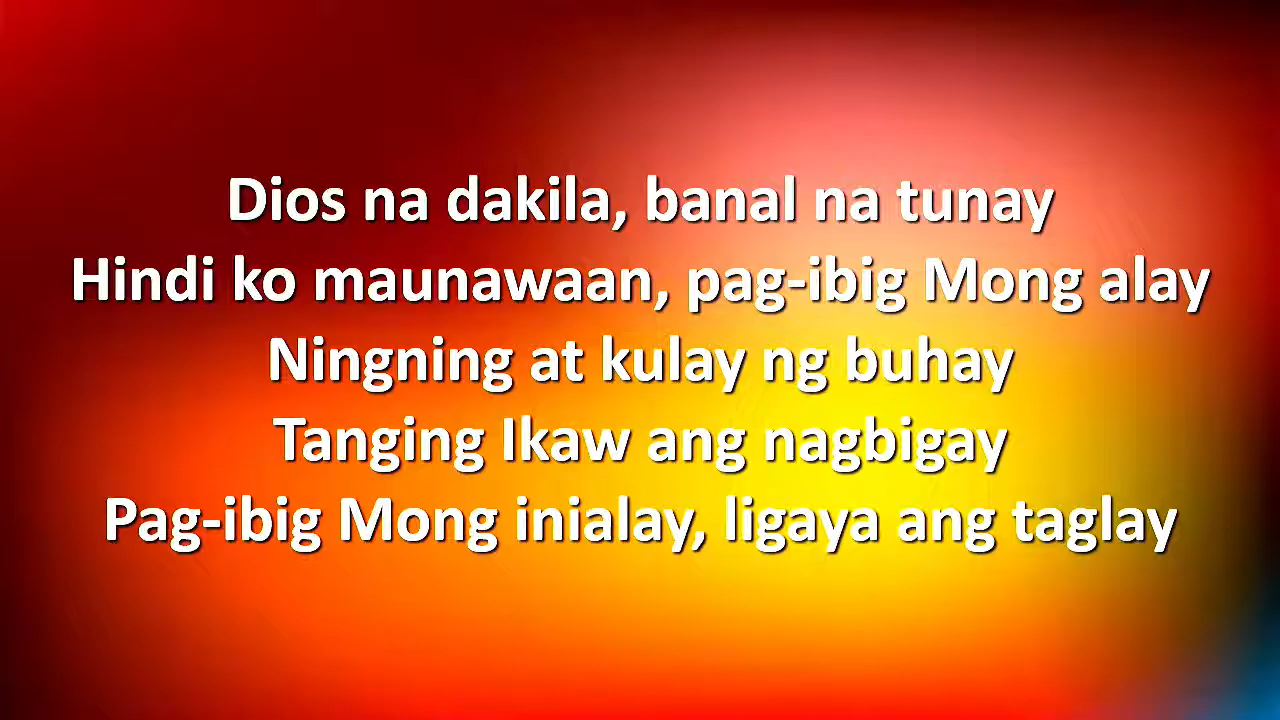 Dios na dakila, banal na tunay
Hindi ko maunawaan, pag-ibig Mong alay
Ningning at kulay ng buhay
Tanging Ikaw ang nagbigay
Pag-ibig Mong inialay, ligaya ang taglay